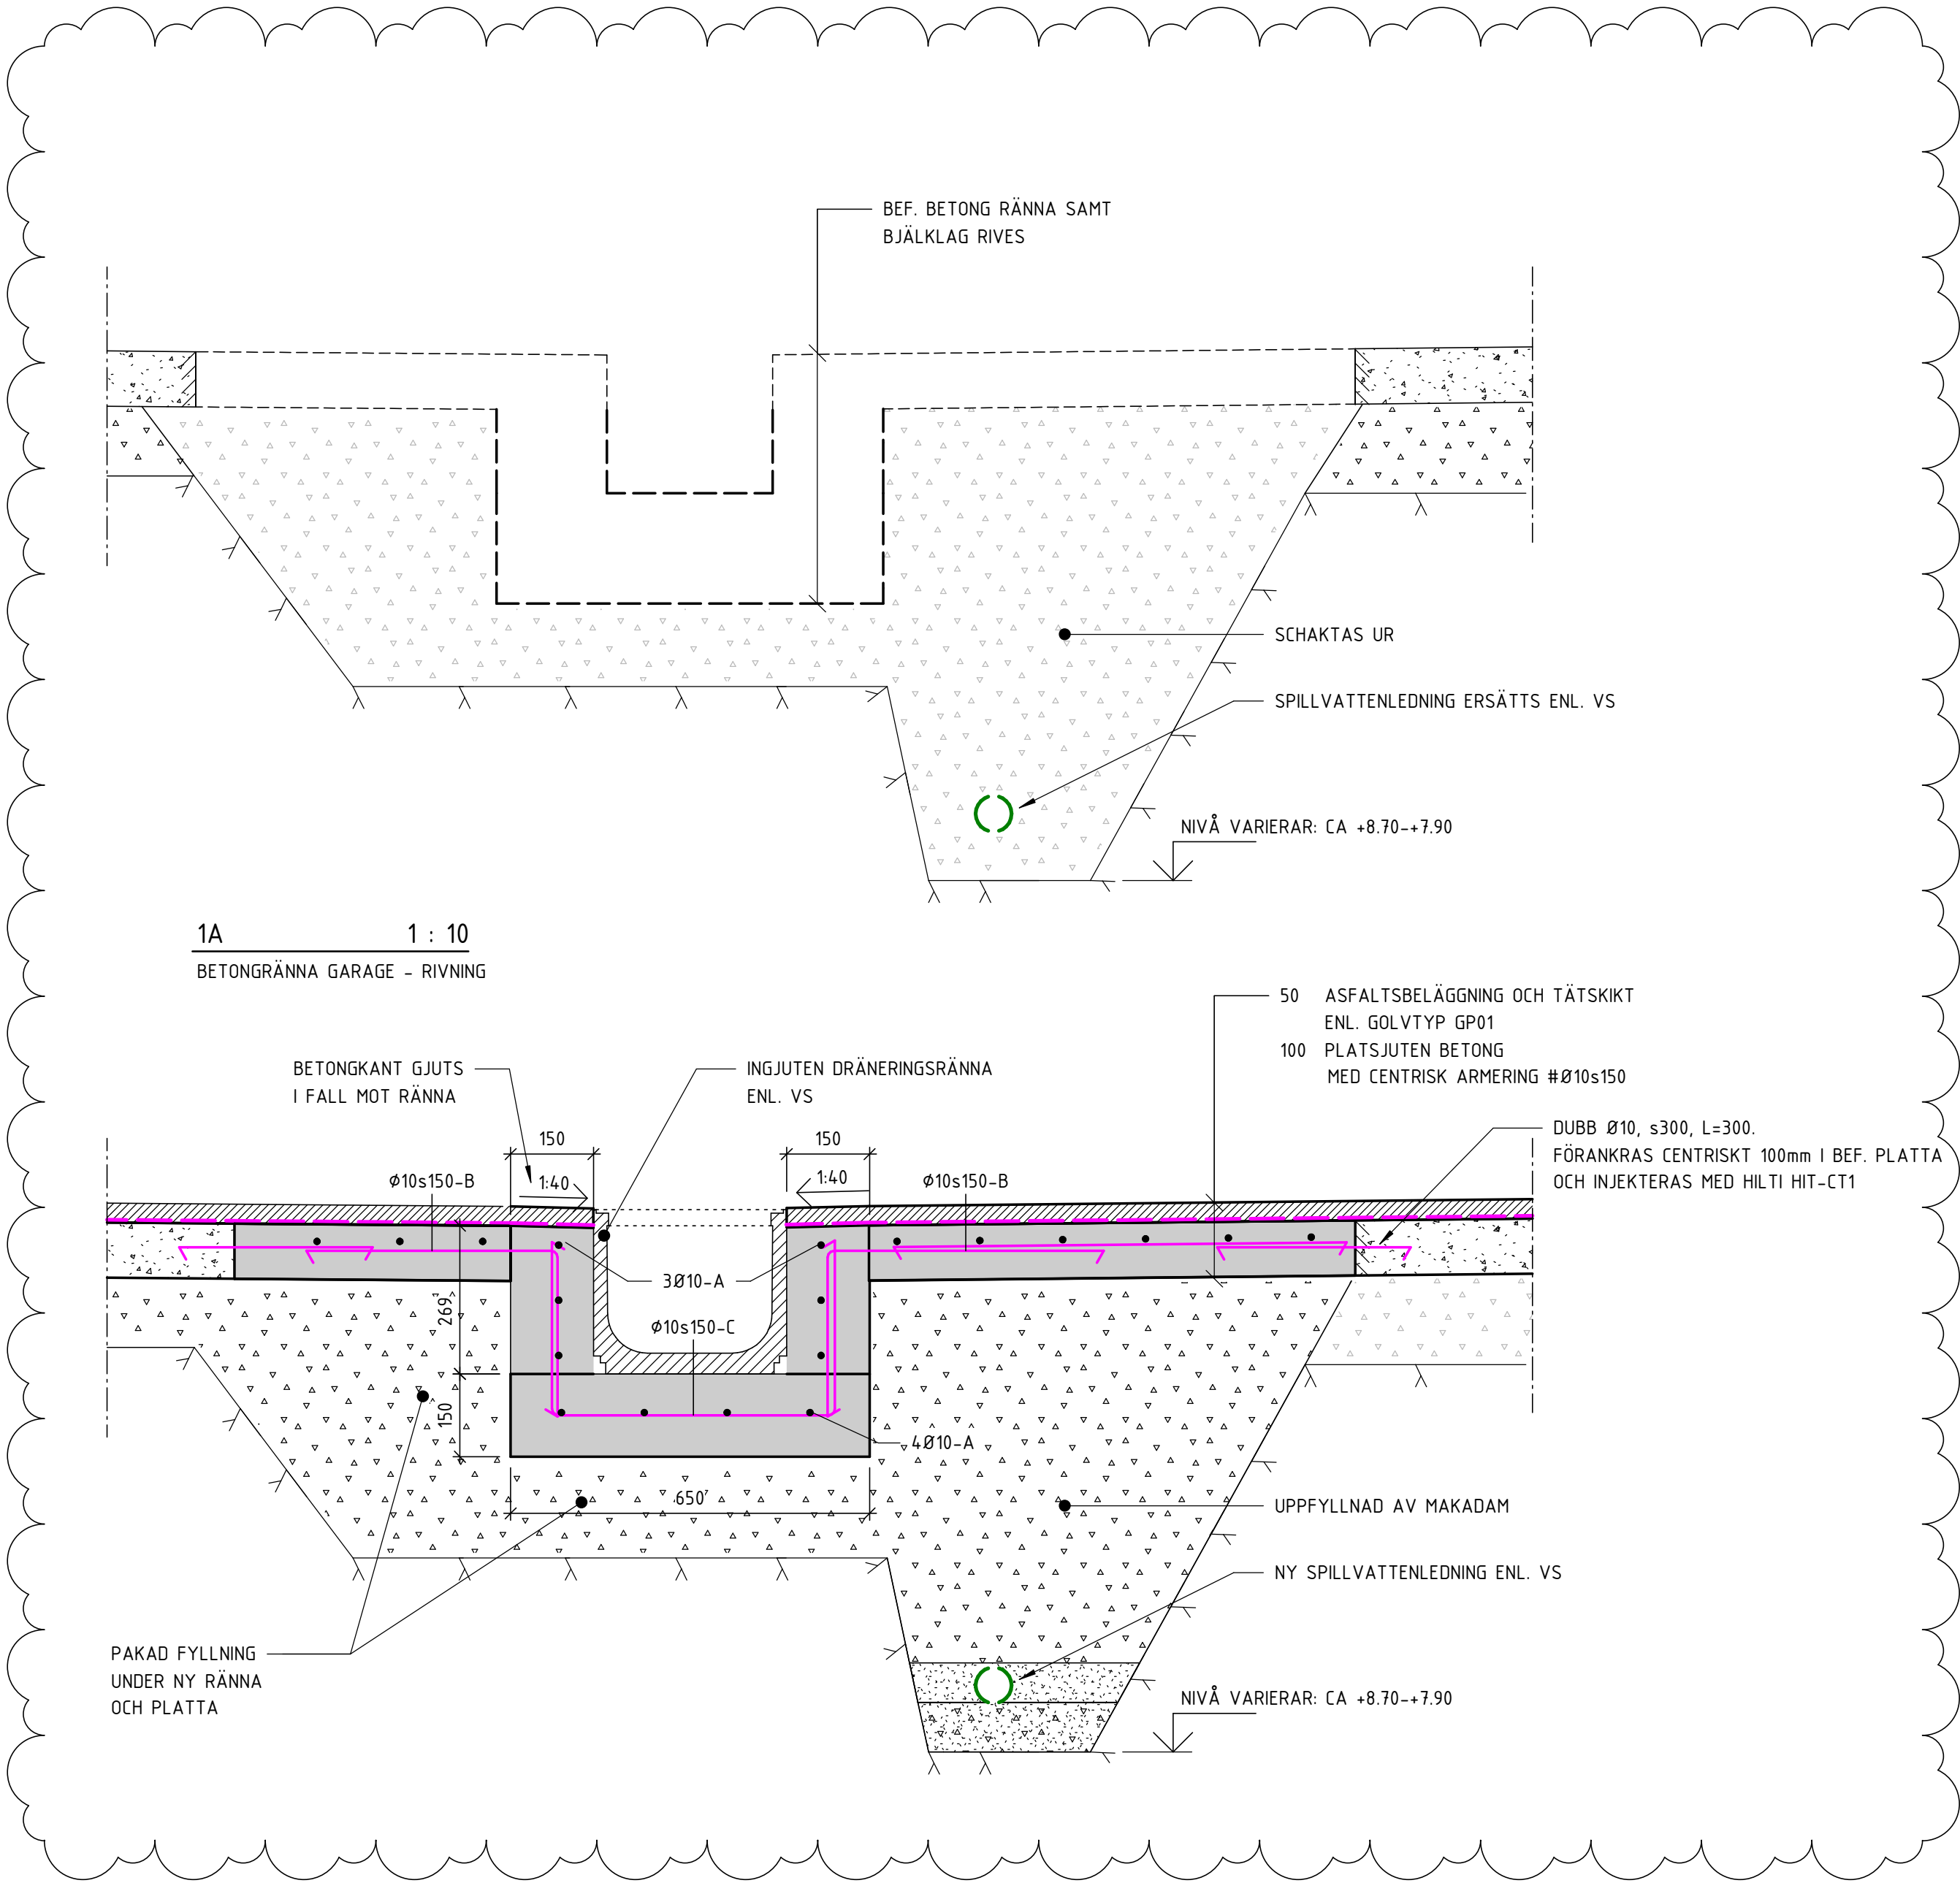 BEF. BETONG RÄNNA SAMT
BJÄLKLAG RIVES
SCHAKTAS UR
SPILLVATTENLEDNING ERSÄTTS ENL. VS
NIVÅ VARIERAR: CA +8.70-+7.90
1A 1 : 10
BETONGRÄNNA GARAGE - RIVNING
50 ASFALTSBELÄGGNING OCH TÄTSKIKT
ENL. GOLVTYP GP01
100 PLATSJUTEN BETONG
MED CENTRISK ARMERING #Ø10s150
BETONGKANT GJUTS
I FALL MOT RÄNNA
INGJUTEN DRÄNERINGSRÄNNA
ENL. VS
DUBB Ø10, s300, L=300.
FÖRANKRAS CENTRISKT 100mm I BEF. PLATTA
OCH INJEKTERAS MED HILTI HIT-CT1
150
150
Ø10s150-B
1:40
1:40
Ø10s150-B
3Ø10-A
269
Ø10s150-C
150
4Ø10-A
650
UPPFYLLNAD AV MAKADAM
NY SPILLVATTENLEDNING ENL. VS
PAKAD FYLLNING
UNDER NY RÄNNA
OCH PLATTA
NIVÅ VARIERAR: CA +8.70-+7.90